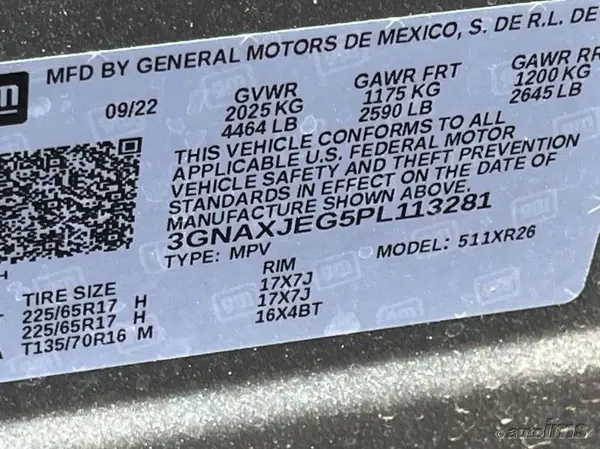 MFD BY GENERAL MOTORS DE MEXICO, S. DE R.L. DE
gm
09/22
GVWR GAWR FRT GAWR RR
2025 KG 1175 KG 1200 KG
4464 LB 2590 LB 2645 LB
THIS VEHICLE CONFORMS TO ALL
APPLICABLE U.S. FEDERAL MOTOR
VEHICLE SAFETY AND THEFT PREVENTION
STANDARDS IN EFFECT ON THE DATE OF
MANUFACTURE SHOWN ABOVE.
3GNAXJEG5PL113281
TYPE: MPV MODEL: 511XR26
H
TIRE SIZE RIM
T 225/65R17 H 17X7J
225/65R17 H 17X7J
A T135/70R16 M 16X4BT
©autoims